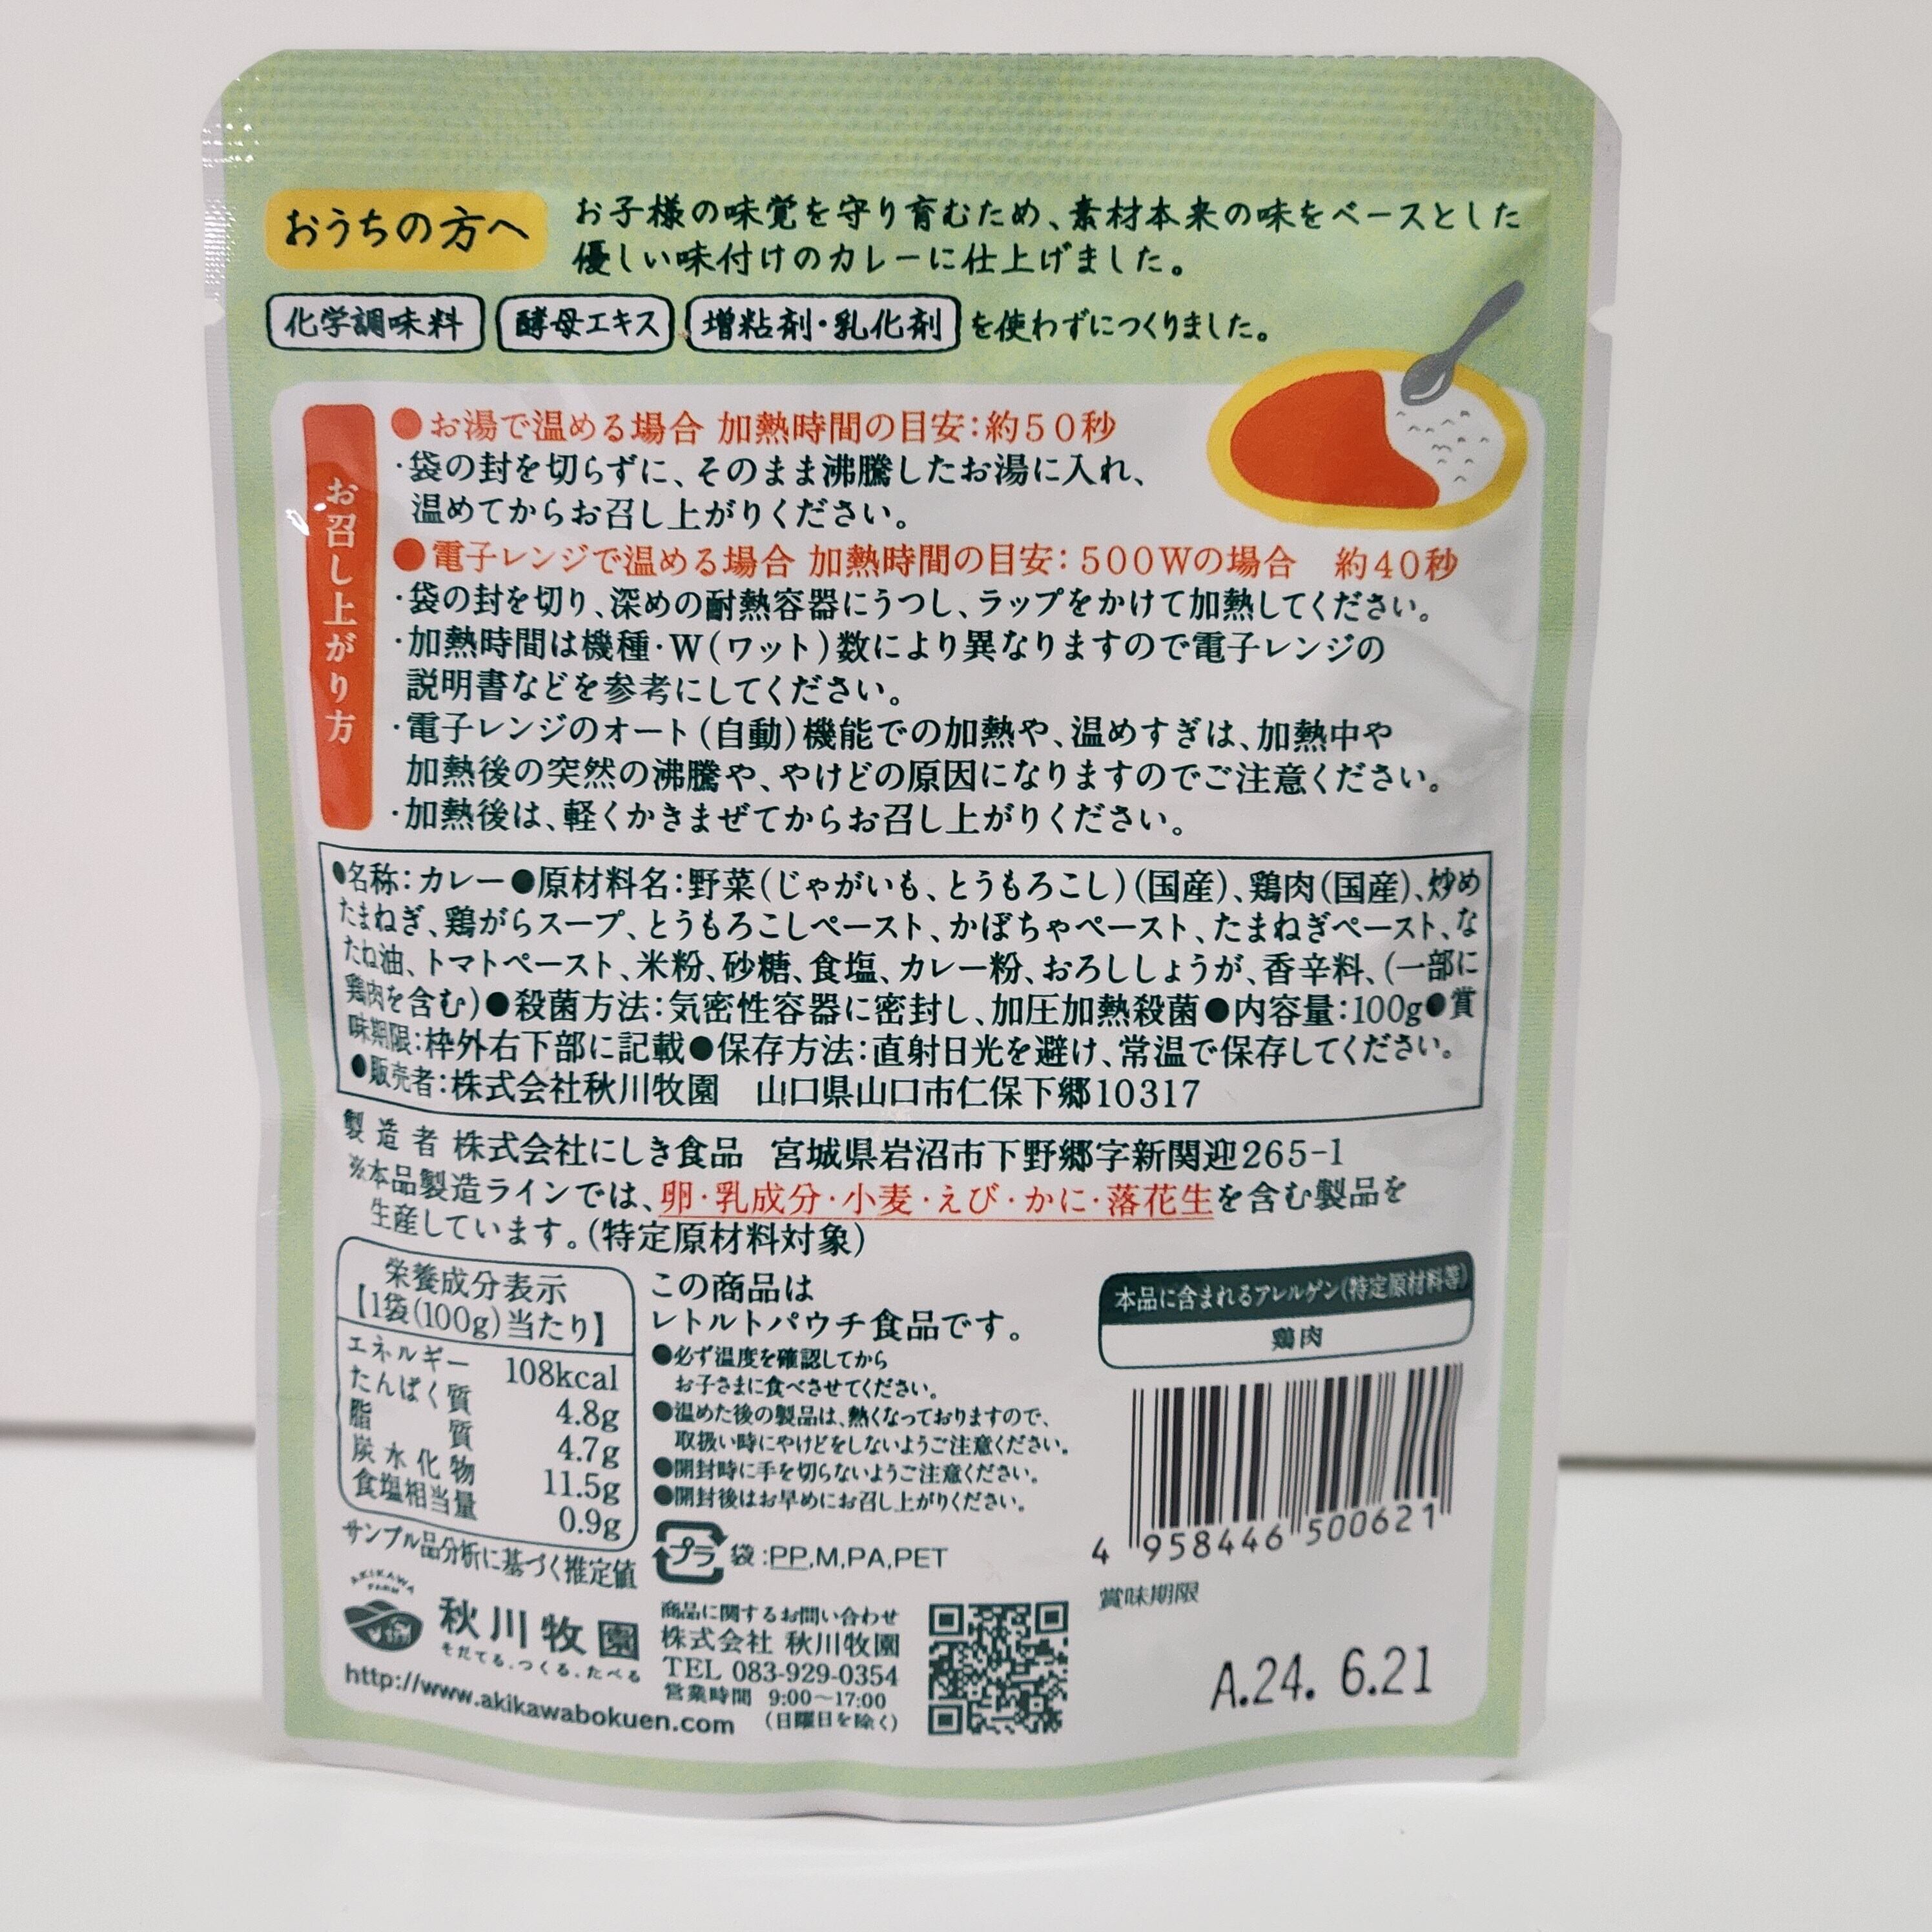 おうちの方へ
お子様の味覚を守り育むため、素材本来の味をベースとした
優しい味付けのカレーに仕上げました。
化学調味料 酵母エキス 増粘剤・乳化剤 を使わずにつくりました。
お召し上がり方
●お湯で温める場合 加熱時間の目安:約50秒
・袋の封を切らずに、そのまま沸騰したお湯に入れ、
温めてからお召し上がりください。
●電子レンジで温める場合 加熱時間の目安:500Wの場合 約40秒
・袋の封を切り、深めの耐熱容器にうつし、ラップをかけて加熱してください。
・加熱時間は機種・W(ワット)数により異なりますので電子レンジの
説明書などを参考にしてください。
・電子レンジのオート(自動)機能での加熱や、温めすぎは、加熱中や
加熱後の突然の沸騰や、やけどの原因になりますのでご注意ください。
・加熱後は、軽くかきまぜてからお召し上がりください。
●名称:カレー●原材料名:野菜(じゃがいも、とうもろこし)(国産)、鶏肉(国産)、炒め
たまねぎ、鶏がらスープ、とうもろこしペースト、かぼちゃペースト、たまねぎペースト、な
たね油、トマトペースト、米粉、砂糖、食塩、カレー粉、おろししょうが、香辛料、(一部に
鶏肉を含む)●殺菌方法:気密性容器に密封し、加圧加熱殺菌●内容量:100g●賞
味期限:枠外右下部に記載●保存方法:直射日光を避け、常温で保存してください。
●販売者:株式会社秋川牧園 山口県山口市仁保下郷10317
製造者 株式会社にしき食品 宮城県岩沼市下野郷字新関迎265-1
※本品製造ラインでは、卵・乳成分・小麦・えび・かに・落花生を含む製品を
生産しています。(特定原材料対象)
栄養成分表示
【1袋(100g)当たり】
エネルギー 108kcal
たんぱく質 4.8g
脂質 4.7g
炭水化物 11.5g
食塩相当量 0.9g
サンプル品分析に基づく推定値
この商品は
レトルトパウチ食品です。
●必ず温度を確認してから
お子さまに食べさせてください。
●温めた後の製品は、熱くなっておりますので、
取扱い時にやけどをしないようご注意ください。
●開封時に手を切らないようご注意ください。
●開封後はお早めにお召し上がりください。
プラ 袋:PP,M,PA,PET
本品に含まれるアレルゲン(特定原材料等)
鶏肉
4 958446 500621
賞味期限
A.24. 6.21
AKIKAWA
FARM
秋川牧園
そだてる.つくる.たべる
http://www.akikawabokuen.com
商品に関するお問い合わせ
株式会社 秋川牧園
TEL 083-929-0354
営業時間 9:00～17:00
(日曜日を除く)